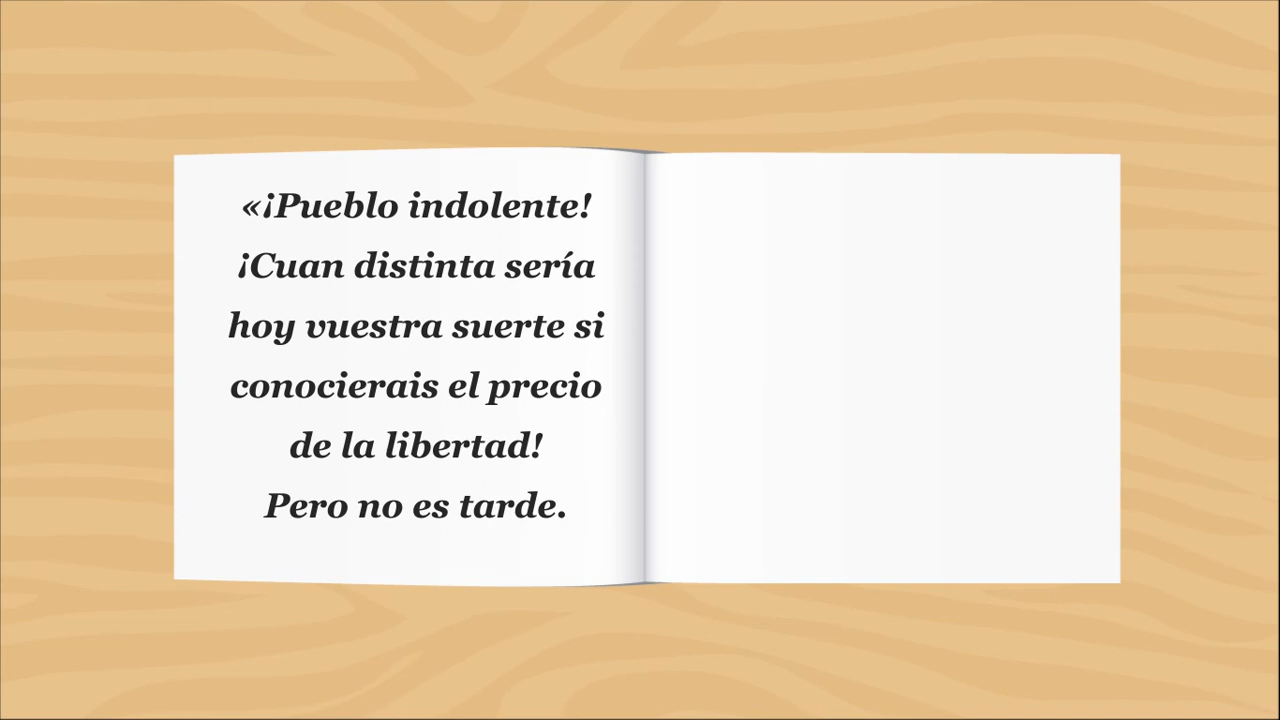 «¡Pueblo indolente!
¡Cuan distinta sería
hoy vuestra suerte si
conocierais el precio
de la libertad!
Pero no es tarde.